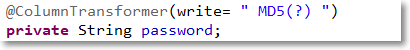 @ColumnTransformer(write= " MD5(?) ")
private String password;